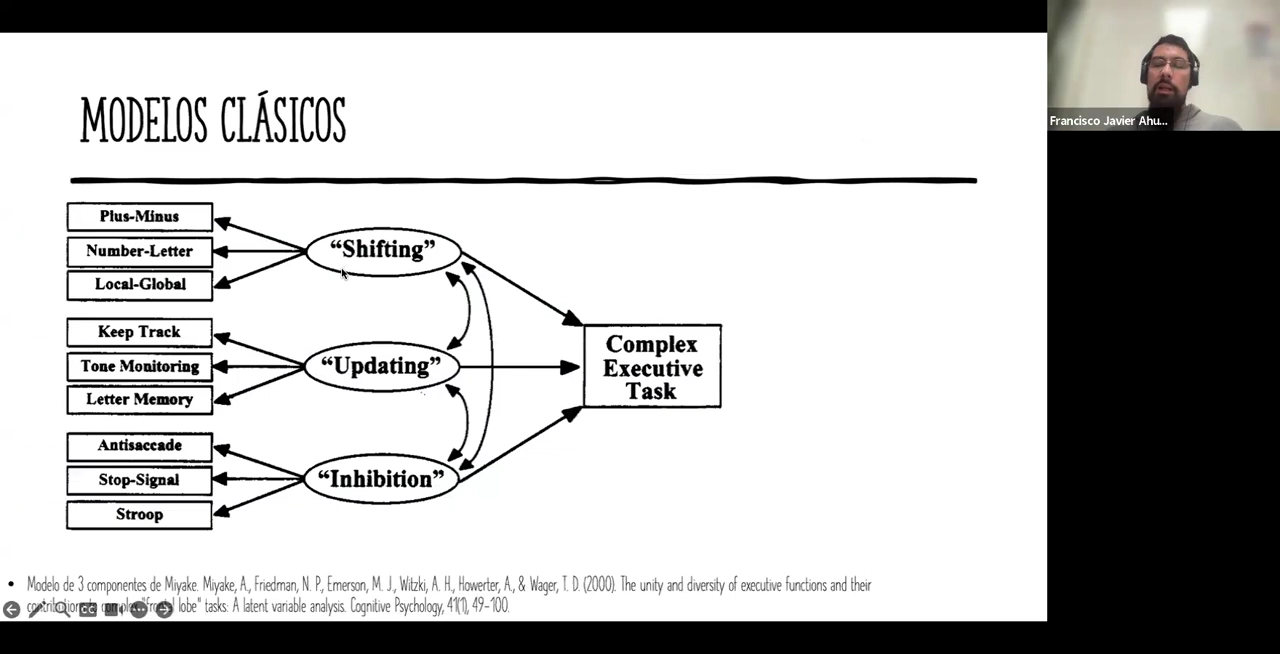 MODELOS CLÁSICOS
Francisco Javier Ahu...
Plus-Minus
Number-Letter
Local-Global
Keep Track
Tone Monitoring
Letter Memory
Antisaccade
Stop-Signal
Stroop
“Shifting”
“Updating”
“Inhibition”
Complex
Executive
Task
• Modelo de 3 componentes de Miyake. Miyake, A., Friedman, N. P., Emerson, M. J., Witzki, A. H., Howerter, A., & Wager, T. D. (2000). The unity and diversity of executive functions and their
lobe" tasks: A latent variable analysis. Cognitive Psychology, 41(1), 49-100.